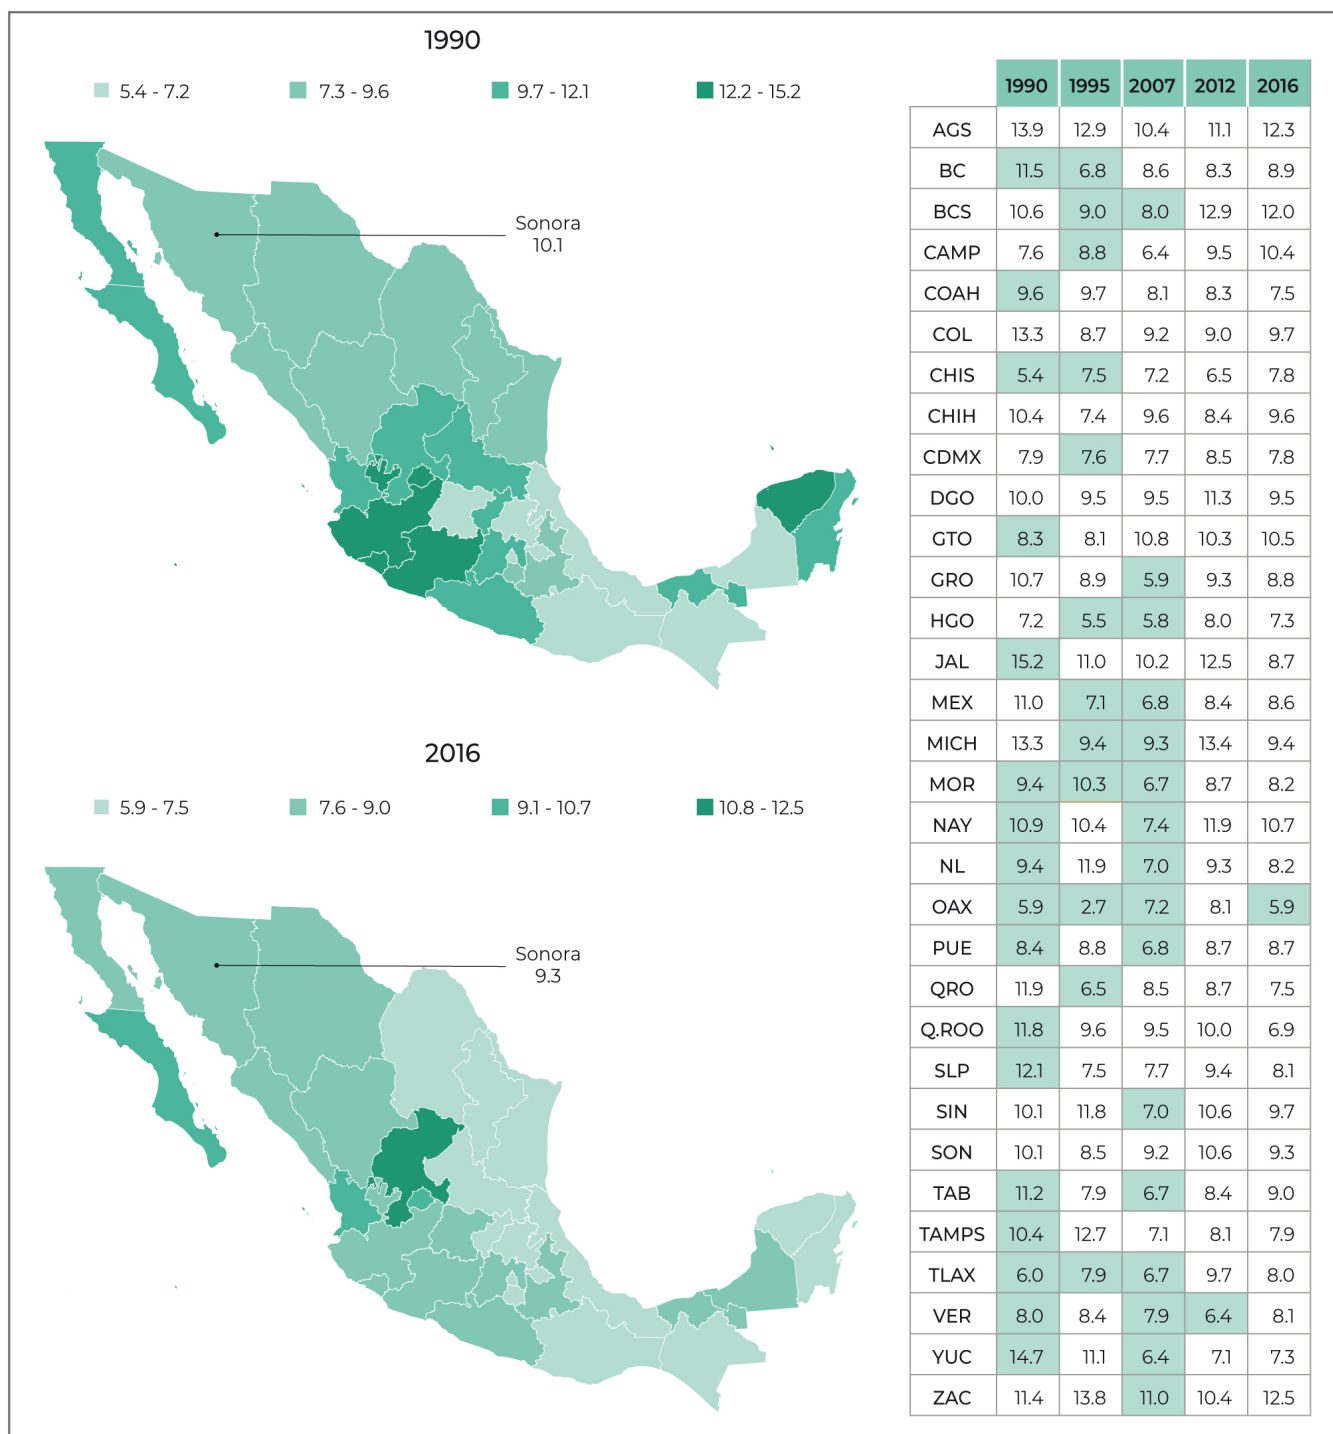 1990
5.4 - 7.2 7.3 - 9.6 9.7 - 12.1 12.2 - 15.2
Sonora
10.1
2016
5.9 - 7.5 7.6 - 9.0 9.1 - 10.7 10.8 - 12.5
Sonora
9.3
1990 1995 2007 2012 2016
AGS 13.9 12.9 10.4 11.1 12.3
BC 11.5 6.8 8.6 8.3 8.9
BCS 10.6 9.0 8.0 12.9 12.0
CAMP 7.6 8.8 6.4 9.5 10.4
COAH 9.6 9.7 8.1 8.3 7.5
COL 13.3 8.7 9.2 9.0 9.7
CHIS 5.4 7.5 7.2 6.5 7.8
CHIH 10.4 7.4 9.6 8.4 9.6
CDMX 7.9 7.6 7.7 8.5 7.8
DGO 10.0 9.5 9.5 11.3 9.5
GTO 8.3 8.1 10.8 10.3 10.5
GRO 10.7 8.9 5.9 9.3 8.8
HGO 7.2 5.5 5.8 8.0 7.3
JAL 15.2 11.0 10.2 12.5 8.7
MEX 11.0 7.1 6.8 8.4 8.6
MICH 13.3 9.4 9.3 13.4 9.4
MOR 9.4 10.3 6.7 8.7 8.2
NAY 10.9 10.4 7.4 11.9 10.7
NL 9.4 11.9 7.0 9.3 8.2
OAX 5.9 2.7 7.2 8.1 5.9
PUE 8.4 8.8 6.8 8.7 8.7
QRO 11.9 6.5 8.5 8.7 7.5
Q.ROO 11.8 9.6 9.5 10.0 6.9
SLP 12.1 7.5 7.7 9.4 8.1
SIN 10.1 11.8 7.0 10.6 9.7
SON 10.1 8.5 9.2 10.6 9.3
TAB 11.2 7.9 6.7 8.4 9.0
TAMPS 10.4 12.7 7.1 8.1 7.9
TLAX 6.0 7.9 6.7 9.7 8.0
VER 8.0 8.4 7.9 6.4 8.1
YUC 14.7 11.1 6.4 7.1 7.3
ZAC 11.4 13.8 11.0 10.4 12.5